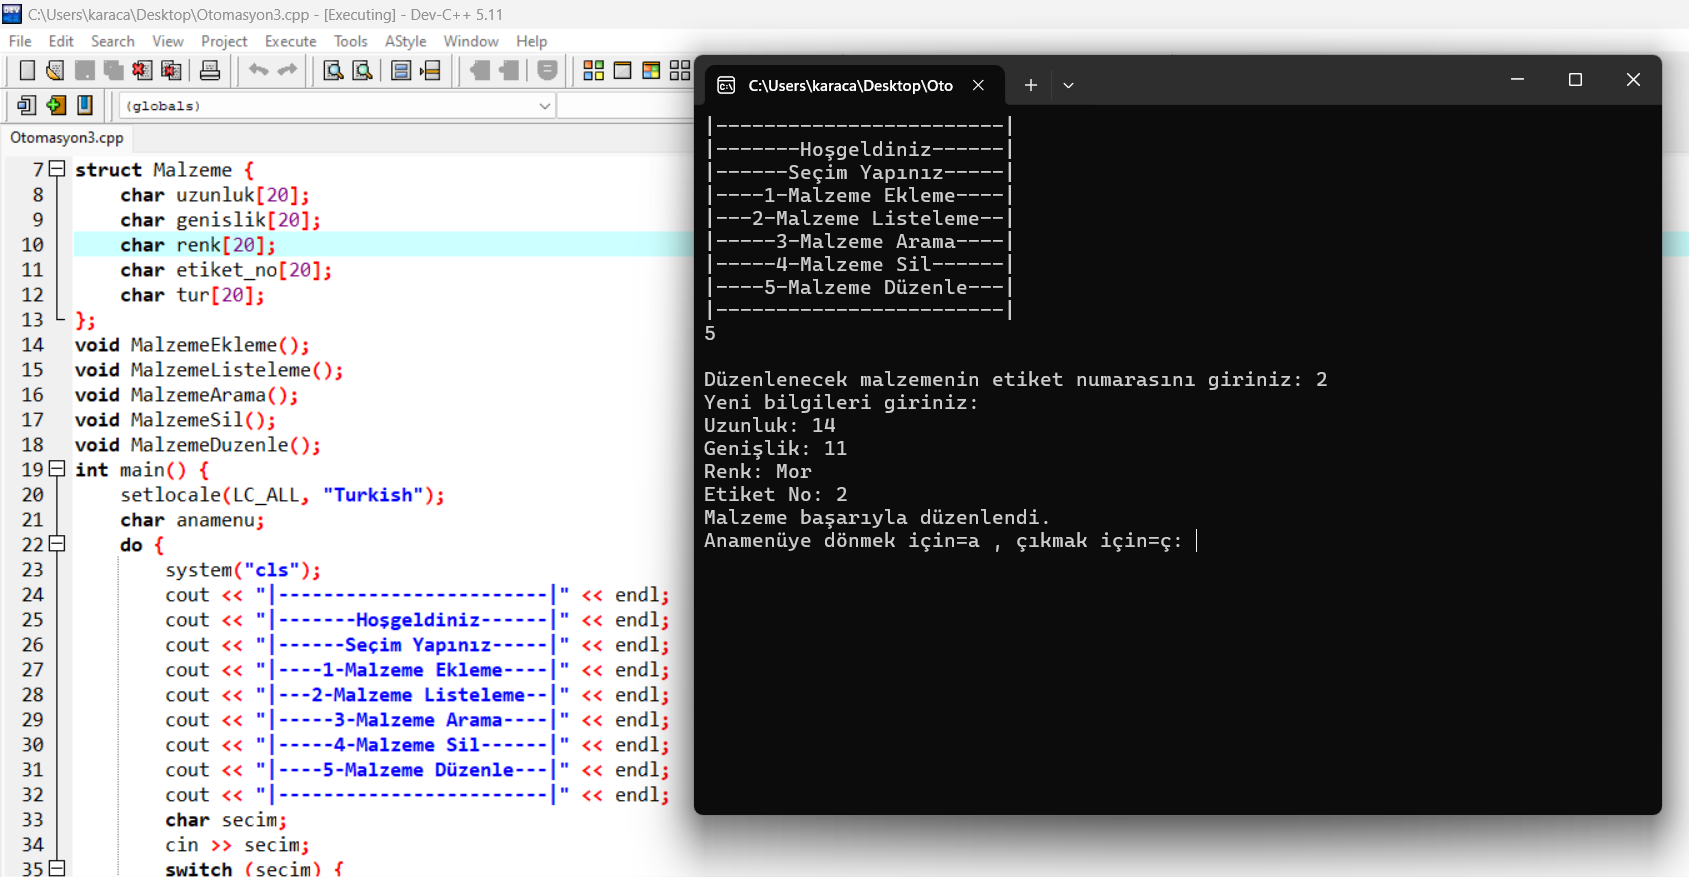 C:\Users\karaca\Desktop\Otomasyon3.cpp - [Executing] - Dev-C++ 5.11
File Edit Search View Project Execute Tools AStyle Window Help
(globals)
Otomasyon3.cpp
7 struct Malzeme {
8 char uzunluk[20];
9 char genislik[20];
10 char renk[20];
11 char etiket_no[20];
12 char tur[20];
13 };
14 void MalzemeEkleme();
15 void MalzemeListeleme();
16 void MalzemeArama();
17 void MalzemeSil();
18 void MalzemeDuzenle();
19 int main() {
20 setlocale(LC_ALL, "Turkish");
21 char anamenu;
22 do {
23 system("cls");
24 cout << "|------------------------|" << endl;
25 cout << "|-------Hoşgeldiniz------|" << endl;
26 cout << "|------Seçim Yapınız-----|" << endl;
27 cout << "|----1-Malzeme Ekleme----|" << endl;
28 cout << "|---2-Malzeme Listeleme--|" << endl;
29 cout << "|-----3-Malzeme Arama----|" << endl;
30 cout << "|-----4-Malzeme Sil------|" << endl;
31 cout << "|----5-Malzeme Düzenle---|" << endl;
32 cout << "|------------------------|" << endl;
33 char secim;
34 cin >> secim;
35 switch (secim) {
C:\Users\karaca\Desktop\Oto
|------------------------|
|-------Hoşgeldiniz------|
|------Seçim Yapınız-----|
|----1-Malzeme Ekleme----|
|---2-Malzeme Listeleme--|
|-----3-Malzeme Arama----|
|-----4-Malzeme Sil------|
|----5-Malzeme Düzenle---|
|------------------------|
5
Düzenlenecek malzemenin etiket numarasını giriniz: 2
Yeni bilgileri giriniz:
Uzunluk: 14
Genişlik: 11
Renk: Mor
Etiket No: 2
Malzeme başarıyla düzenlendi.
Anamenüye dönmek için=a , çıkmak için=ç: